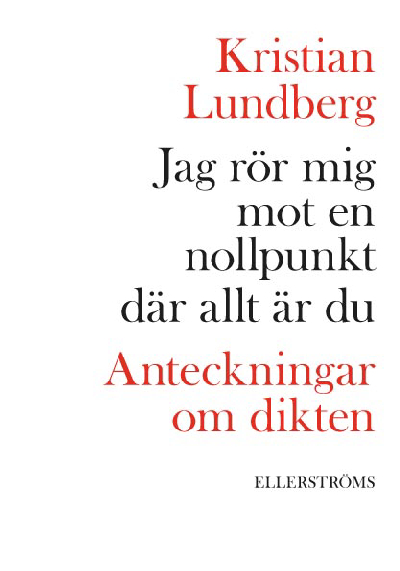 Kristian
Lundberg
Jag rör mig
mot en
nollpunkt
där allt är du
Anteckningar
om dikten
ELLERSTRÖMS